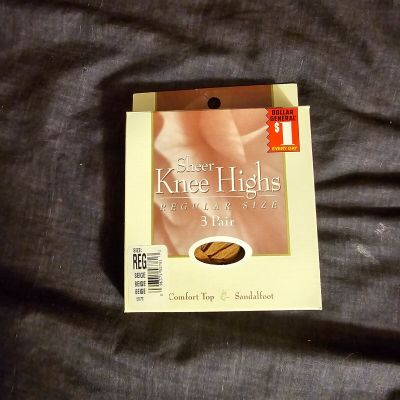 DOLLAR GENERAL
$1
EVERY DAY
Sheer
Knee Highs
REGULAR SIZE
3 Pair
SIZE:
REG
BEIGE
BEIGE
BEIGE
Comfort Top & Sandalfoot